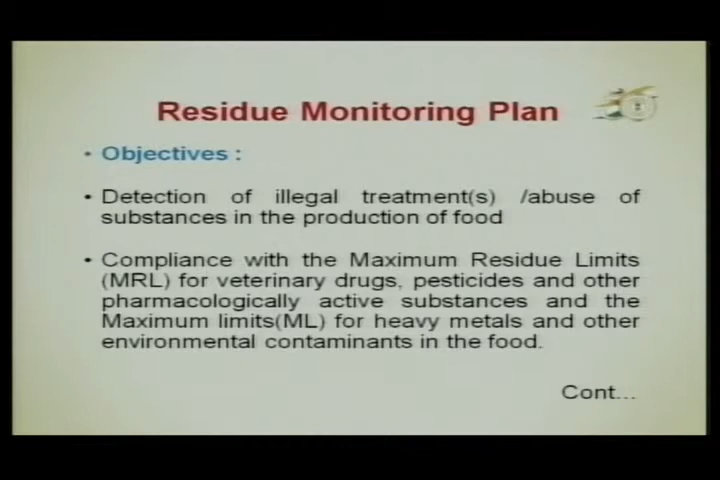 Residue Monitoring Plan
• Objectives :
• Detection of illegal treatment(s) /abuse of
substances in the production of food
• Compliance with the Maximum Residue Limits
(MRL) for veterinary drugs, pesticides and other
pharmacologically active substances and the
Maximum limits(ML) for heavy metals and other
environmental contaminants in the food.
Cont...